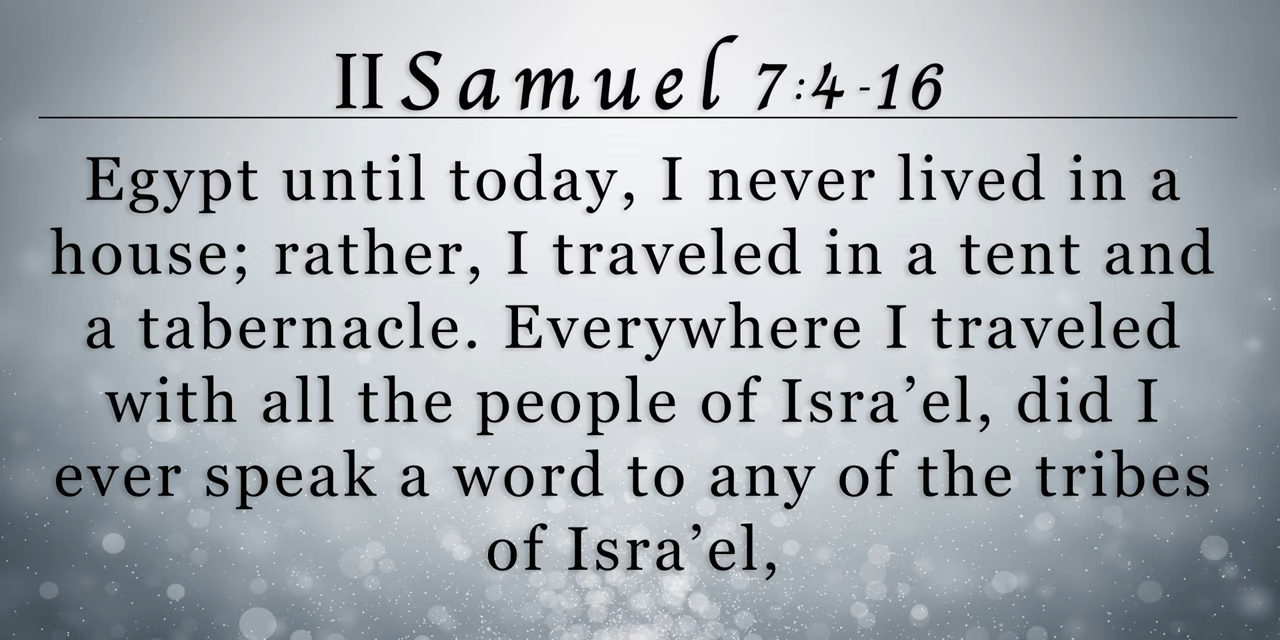 II Samuel 7:4-16
Egypt until today, I never lived in a
house; rather, I traveled in a tent and
a tabernacle. Everywhere I traveled
with all the people of Isra’el, did I
ever speak a word to any of the tribes
of Isra’el,